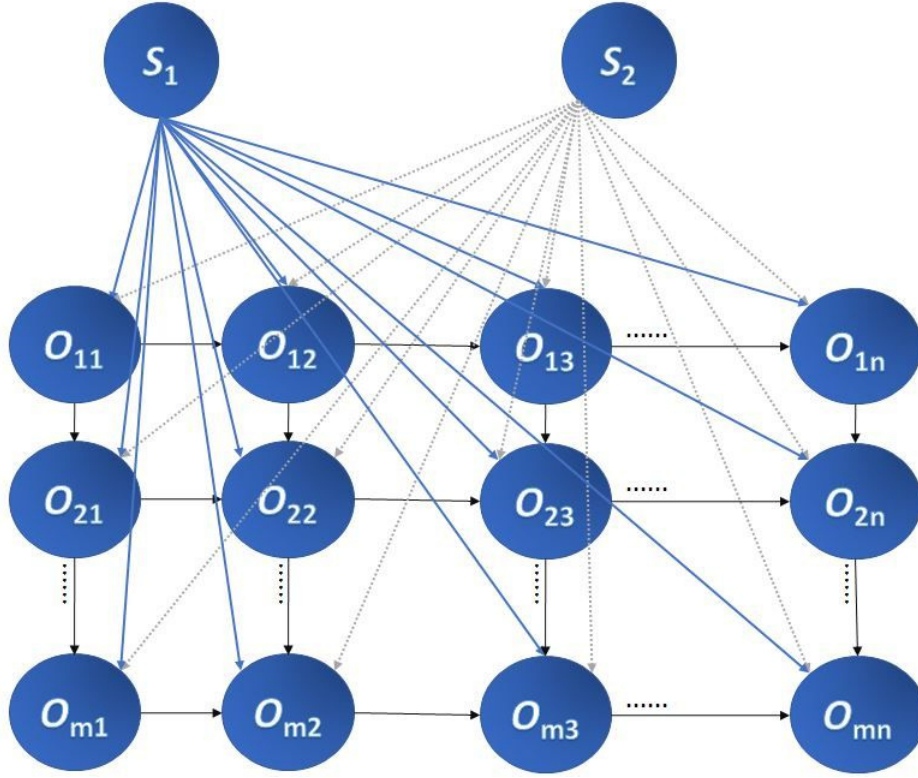 S₁ S₂
......
O₁₁ O₁₂ O₁₃ O₁ₙ
......
O₂₁ O₂₂ O₂₃ O₂ₙ
...... ...... ...... ......
......
Oₘ₁ Oₘ₂ Oₘ₃ Oₘₙ